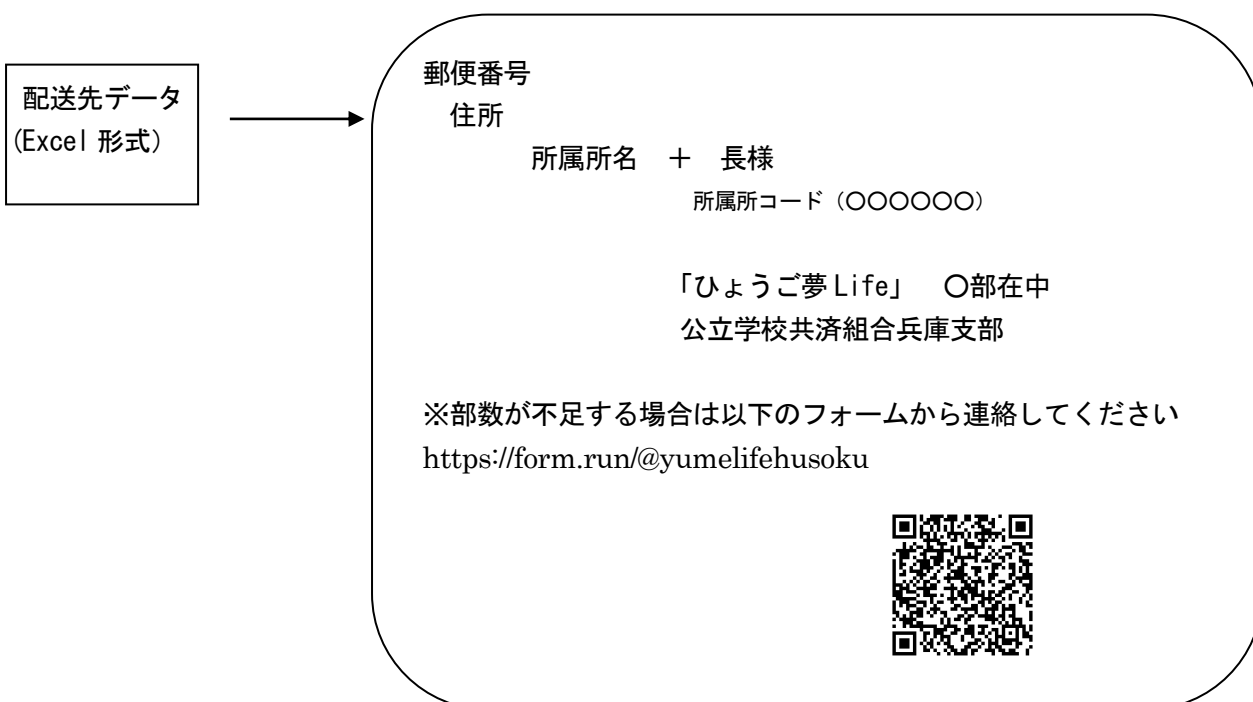 配送先データ
(Excel 形式)
郵便番号
住所
所属所名 + 長様
所属所コード(〇〇〇〇〇〇)
「ひょうご夢 Life」 〇部在中
公立学校共済組合兵庫支部
※部数が不足する場合は以下のフォームから連絡してください
https://form.run/@yumelifehusoku